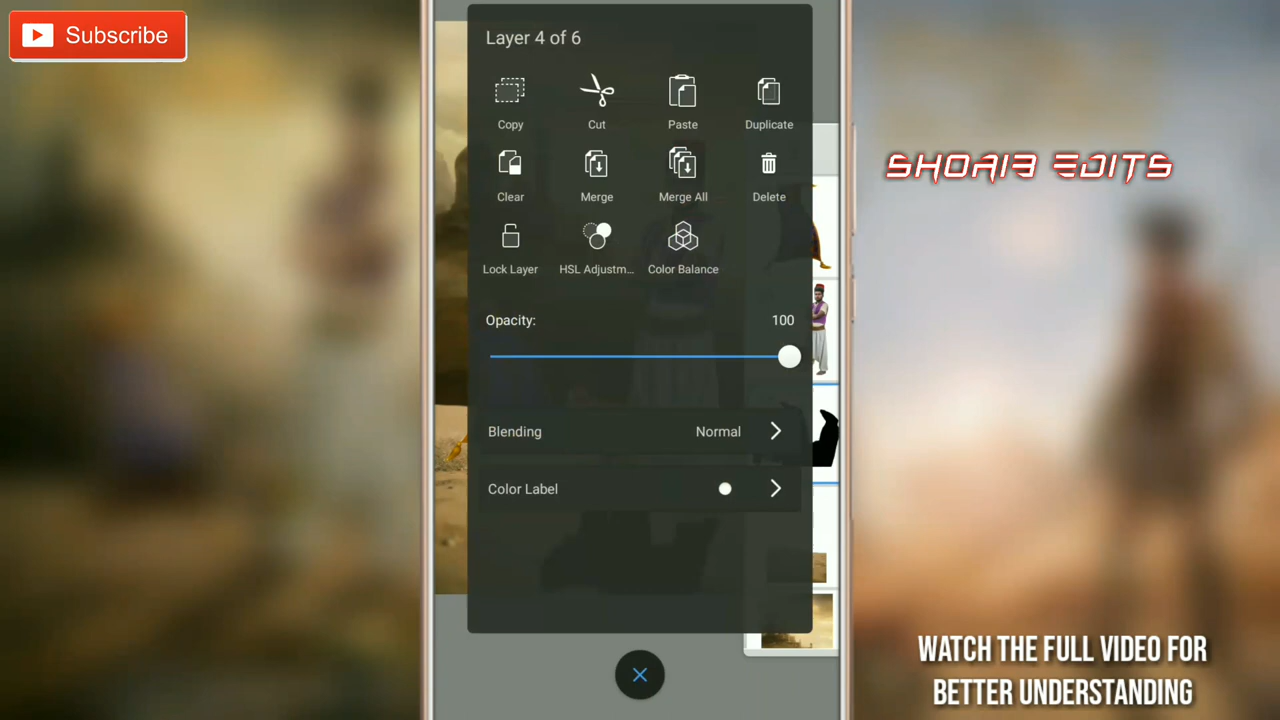 Subscribe
SHOAIB EDITS
Layer 4 of 6
Copy
Cut
Paste
Duplicate
Clear
Merge
Merge All
Delete
Lock Layer
HSL Adjustm...
Color Balance
Opacity:
100
Blending
Normal
Color Label
WATCH THE FULL VIDEO FOR
BETTER UNDERSTANDING